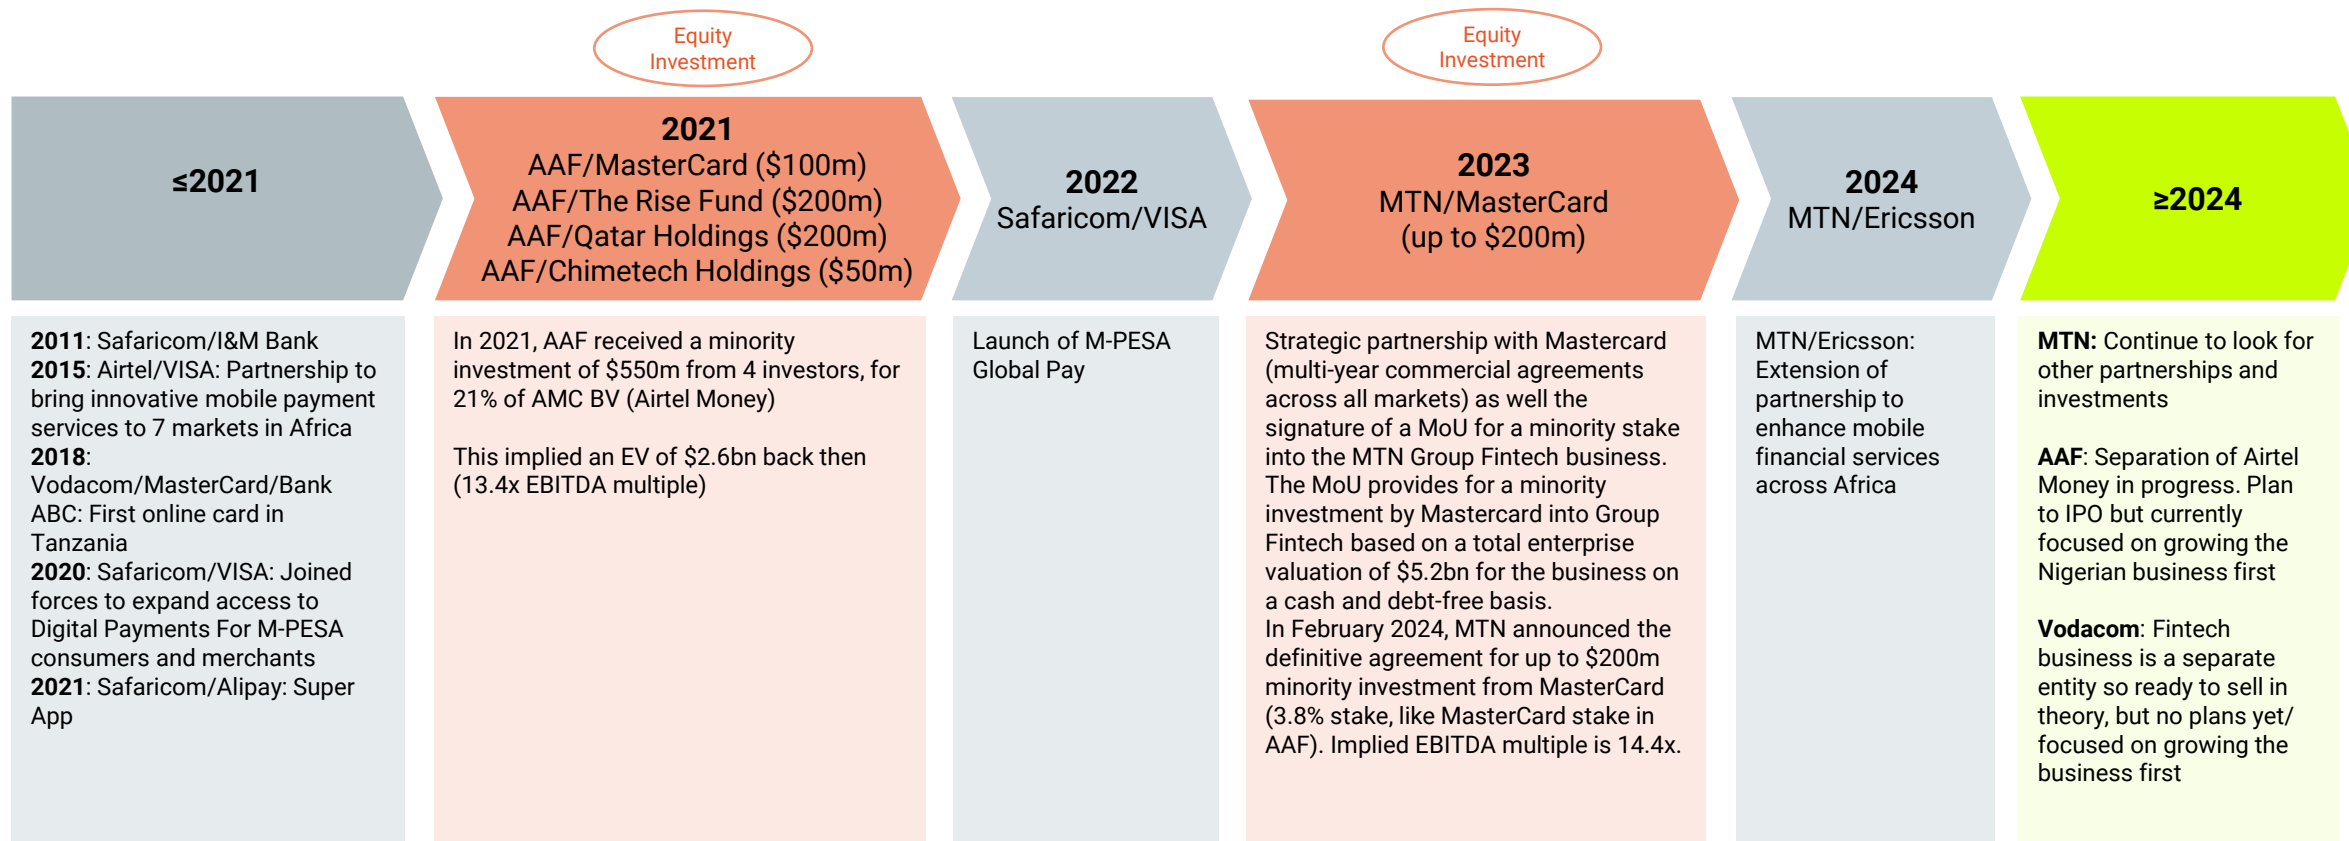 Equity
Investment
Equity
Investment
≤2021
2021
AAF/MasterCard ($100m)
AAF/The Rise Fund ($200m)
AAF/Qatar Holdings ($200m)
AAF/Chimetech Holdings ($50m)
2022
Safaricom/VISA
2023
MTN/MasterCard
(up to $200m)
2024
MTN/Ericsson
≥2024
2011: Safaricom/I&M Bank
2015: Airtel/VISA: Partnership to
bring innovative mobile payment
services to 7 markets in Africa
2018:
Vodacom/MasterCard/Bank
ABC: First online card in
Tanzania
2020: Safaricom/VISA: Joined
forces to expand access to
Digital Payments For M-PESA
consumers and merchants
2021: Safaricom/Alipay: Super
App
In 2021, AAF received a minority
investment of $550m from 4 investors, for
21% of AMC BV (Airtel Money)
This implied an EV of $2.6bn back then
(13.4x EBITDA multiple)
Launch of M-PESA
Global Pay
Strategic partnership with Mastercard
(multi-year commercial agreements
across all markets) as well the
signature of a MoU for a minority stake
into the MTN Group Fintech business.
The MoU provides for a minority
investment by Mastercard into Group
Fintech based on a total enterprise
valuation of $5.2bn for the business on
a cash and debt-free basis.
In February 2024, MTN announced the
definitive agreement for up to $200m
minority investment from MasterCard
(3.8% stake, like MasterCard stake in
AAF). Implied EBITDA multiple is 14.4x.
MTN/Ericsson:
Extension of
partnership to
enhance mobile
financial services
across Africa
MTN: Continue to look for
other partnerships and
investments
AAF: Separation of Airtel
Money in progress. Plan
to IPO but currently
focused on growing the
Nigerian business first
Vodacom: Fintech
business is a separate
entity so ready to sell in
theory, but no plans yet/
focused on growing the
business first